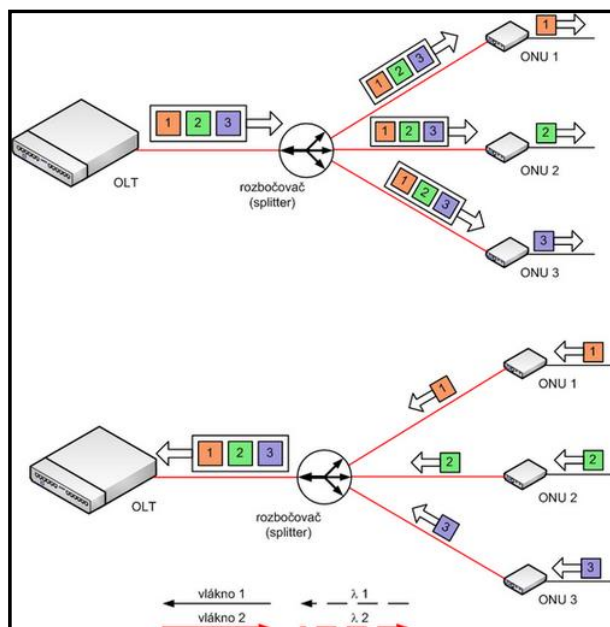 1
ONU 1
1 2 3
1 2 3
OLT
rozbočovač
(splitter)
1 2 3
2
ONU 2
1 2 3
3
ONU 3
1
ONU 1
1
1 2 3
OLT
rozbočovač
(splitter)
2
2
ONU 2
3
3
ONU 3
vlákno 1
λ 1
vlákno 2
λ 2